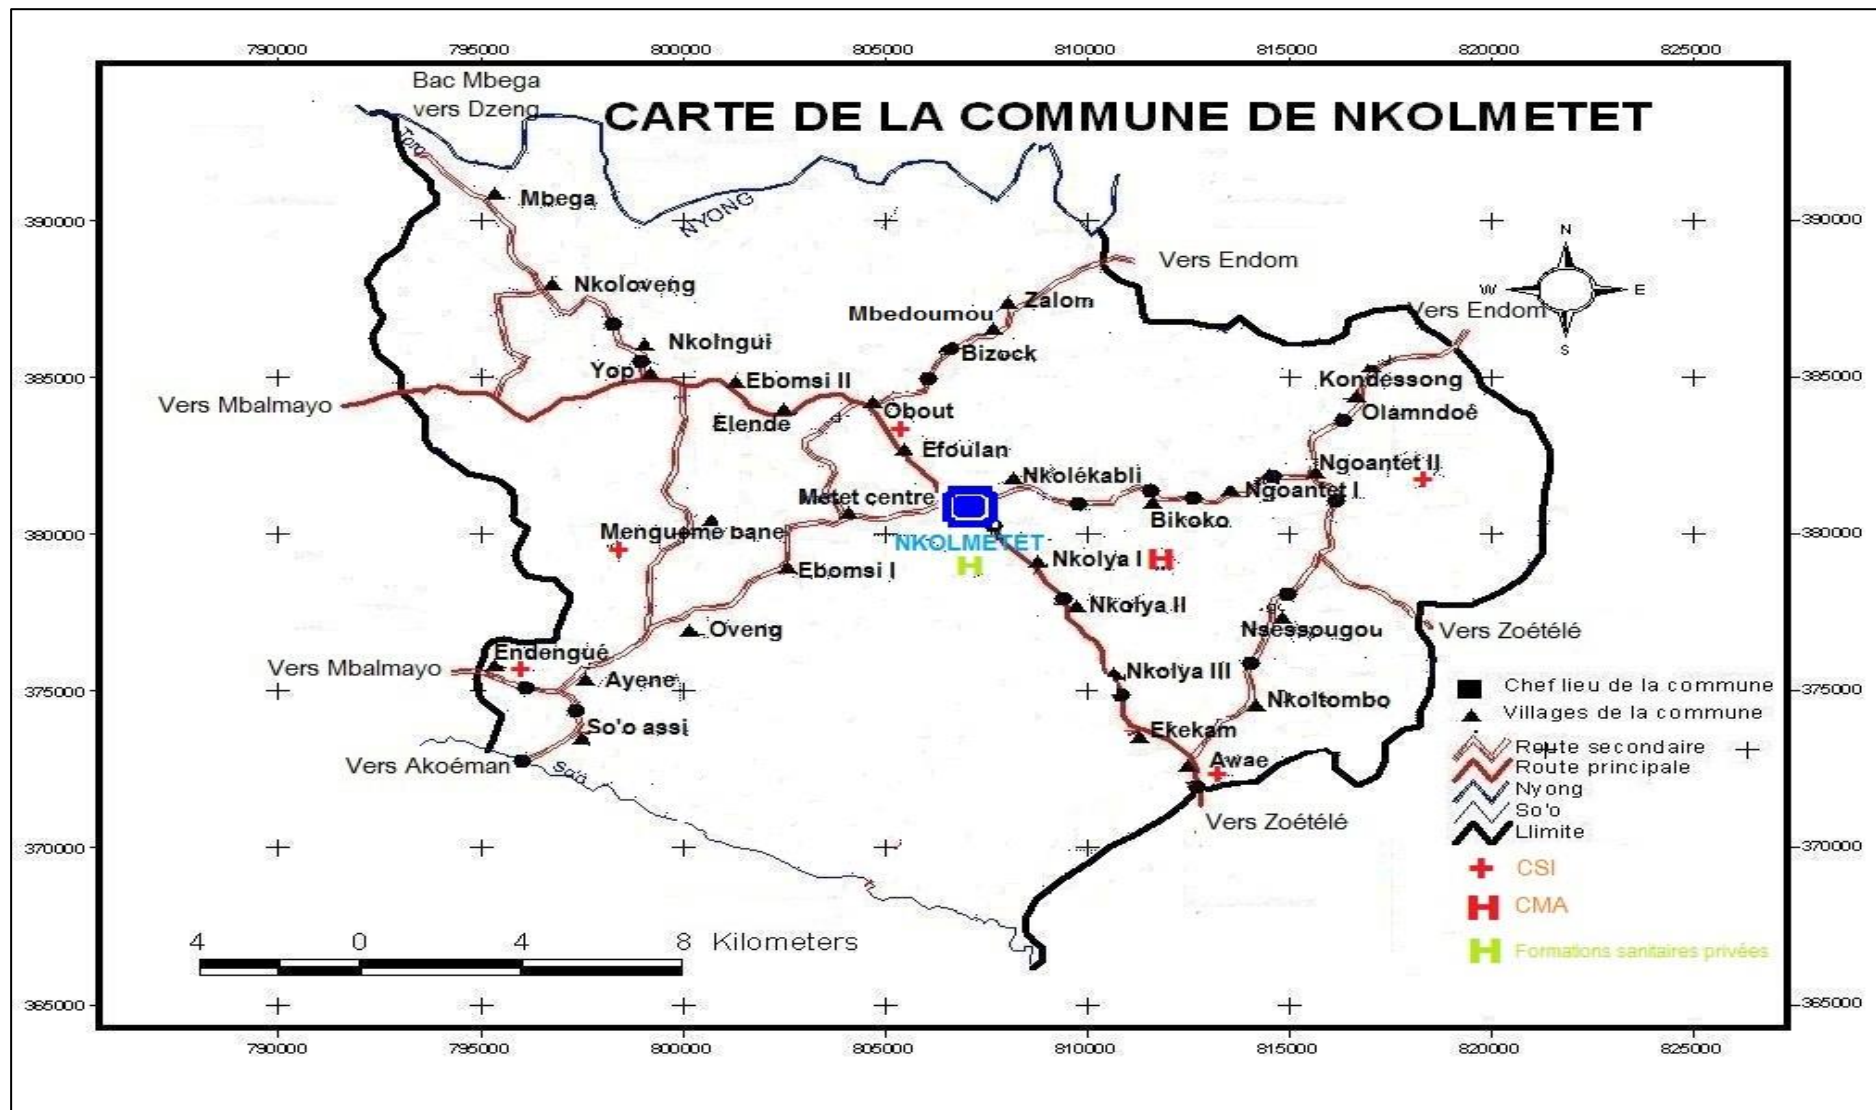 790000 795000 800000 805000 810000 815000 820000 825000
Bac Mbega
vers Dzeng
CARTE DE LA COMMUNE DE NKOLMETET
Mbega
NYONG
390000 390000
Vers Endom
N
W E
S
Nkoloveng
Zalom
Mbedoumou
Vers Endom
Nkolngui
Bizock
Yop
Ebomsi II
385000 385000
Kondessong
Vers Mbalmayo
Elende
Obout
Olamndoê
Efoulan
Nkolékabli
Ngoantet II
Metet centre
Ngoantet I
Bikoko
Mengueme bane
380000 380000
NKOLMETET
H
Nkolya I
H
Ebomsi I
Nkolya II
Oveng
Nsessougou
Vers Zoétélé
Endengué
Vers Mbalmayo
Ayene
Nkolya III
375000 375000
Nkoltombo
So'o assi
Ekekam
Vers Akoéman
So'o
Awae
Vers Zoétélé
Chef lieu de la commune
Villages de la commune
Route secondaire
Route principale
Nyong
So'o
Llimite
CSI
H CMA
H Formations sanitaires privées
370000 370000
4 0 4 8 Kilometers
365000 365000
790000 795000 800000 805000 810000 815000 820000 825000